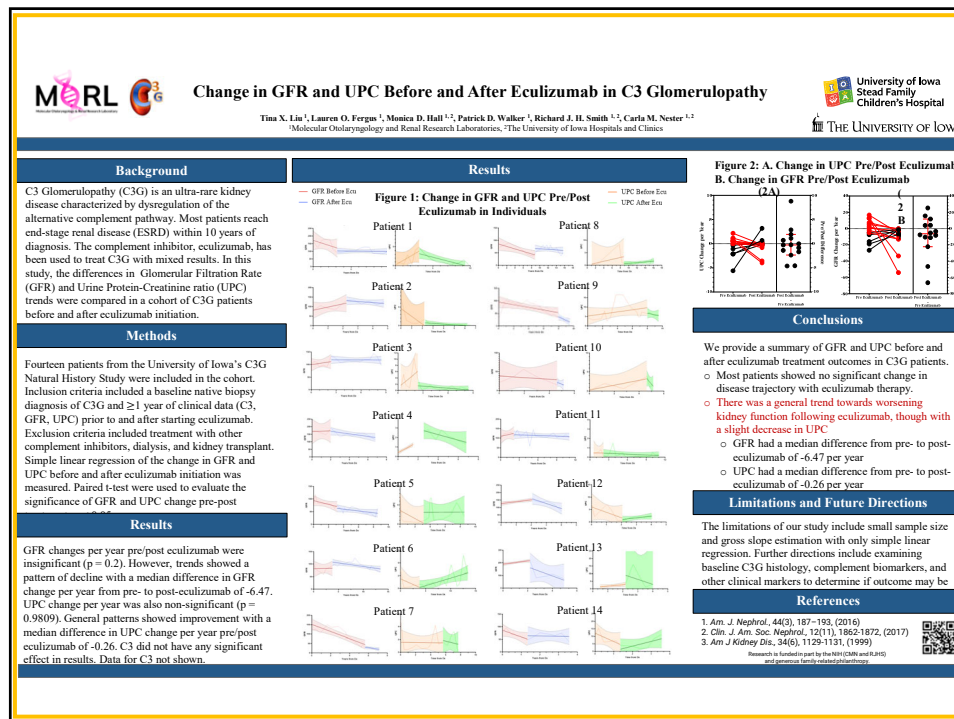 MORL
C3G
Change in GFR and UPC Before and After Eculizumab in C3 Glomerulopathy
Tina X. Liu 1, Lauren O. Fergus 1, Monica D. Hall 1, 2, Patrick D. Walker 1, Richard J. H. Smith 1, 2, Carla M. Nester 1, 2
1Molecular Otolaryngology and Renal Research Laboratories, 2The University of Iowa Hospitals and Clinics
University of Iowa
Stead Family
Children's Hospital
THE UNIVERSITY OF IOW
Background
C3 Glomerulopathy (C3G) is an ultra-rare kidney
disease characterized by dysregulation of the
alternative complement pathway. Most patients reach
end-stage renal disease (ESRD) within 10 years of
diagnosis. The complement inhibitor, eculizumab, has
been used to treat C3G with mixed results. In this
study, the differences in Glomerular Filtration Rate
(GFR) and Urine Protein-Creatinine ratio (UPC)
trends were compared in a cohort of C3G patients
before and after eculizumab initiation.
Methods
Fourteen patients from the University of Iowa's C3G
Natural History Study were included in the cohort.
Inclusion criteria included a baseline native biopsy
diagnosis of C3G and ≥1 year of clinical data (C3,
GFR, UPC) prior to and after starting eculizumab.
Exclusion criteria included treatment with other
complement inhibitors, dialysis, and kidney transplant.
Simple linear regression of the change in GFR and
UPC before and after eculizumab initiation was
measured. Paired t-test were used to evaluate the
significance of GFR and UPC change pre-post
Results
GFR changes per year pre/post eculizumab were
insignificant (p = 0.2). However, trends showed a
pattern of decline with a median difference in GFR
change per year from pre- to post-eculizumab of -6.47.
UPC change per year was also non-significant (p =
0.9809). General patterns showed improvement with a
median difference in UPC change per year pre/post
eculizumab of -0.26. C3 did not have any significant
effect in results. Data for C3 not shown.
Results
GFR Before Ecu
GFR After Ecu
Figure 1: Change in GFR and UPC Pre/Post
Eculizumab in Individuals
UPC Before Ecu
UPC After Ecu
Patient 1
Patient 8
Patient 2
Patient 9
Patient 3
Patient 10
Patient 4
Patient 11
Patient 5
Patient 12
Patient 6
Patient 13
Patient 7
Patient 14
Figure 2: A. Change in UPC Pre/Post Eculizumab
B. Change in GFR Pre/Post Eculizumab
(2A)
(
2
B
UPC Change per Year
Pre/Post Difference
GFR Change per Year
Pre Eculizumab
Post Eculizumab
Conclusions
We provide a summary of GFR and UPC before and
after eculizumab treatment outcomes in C3G patients.
o Most patients showed no significant change in
disease trajectory with eculizumab therapy.
o There was a general trend towards worsening
kidney function following eculizumab, though with
a slight decrease in UPC
o GFR had a median difference from pre- to post-
eculizumab of -6.47 per year
o UPC had a median difference from pre- to post-
eculizumab of -0.26 per year
Limitations and Future Directions
The limitations of our study include small sample size
and gross slope estimation with only simple linear
regression. Further directions include examining
baseline C3G histology, complement biomarkers, and
other clinical markers to determine if outcome may be
References
1. Am. J. Nephrol., 44(3), 187–193, (2016)
2. Clin. J. Am. Soc. Nephrol., 12(11), 1862-1872, (2017)
3. Am J Kidney Dis., 34(6), 1129-1131, (1999)
Research is funded in part by the NIH (CMN and RJHS)
and generous family-related philanthropy.